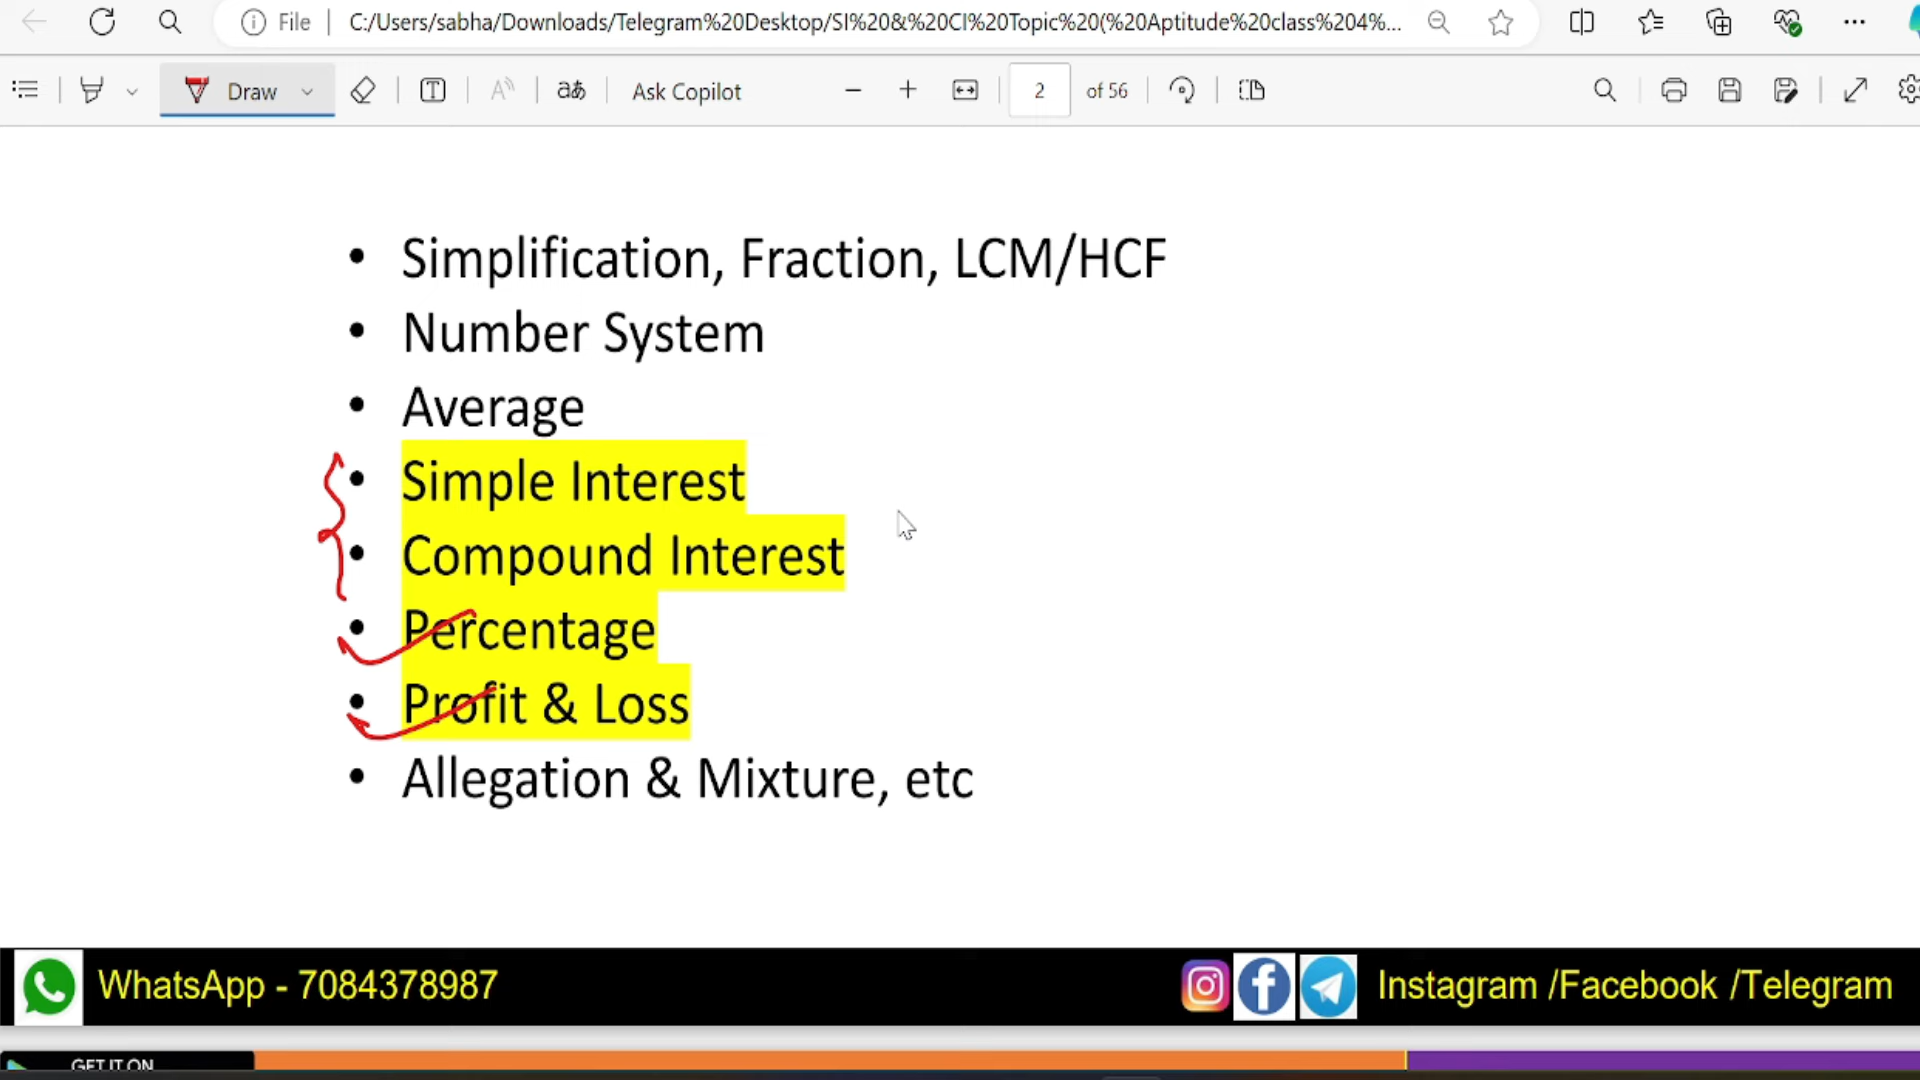 File
C:/Users/sabha/Downloads/Telegram%20Desktop/SI%20&%20CI%20Topic%20(%20Aptitude%20class%204%...
Draw
Ask Copilot
2 of 56
• Simplification, Fraction, LCM/HCF
• Number System
• Average
• Simple Interest
• Compound Interest
• Percentage
• Profit & Loss
• Allegation & Mixture, etc
WhatsApp - 7084378987
Instagram /Facebook /Telegram
GET IT ON